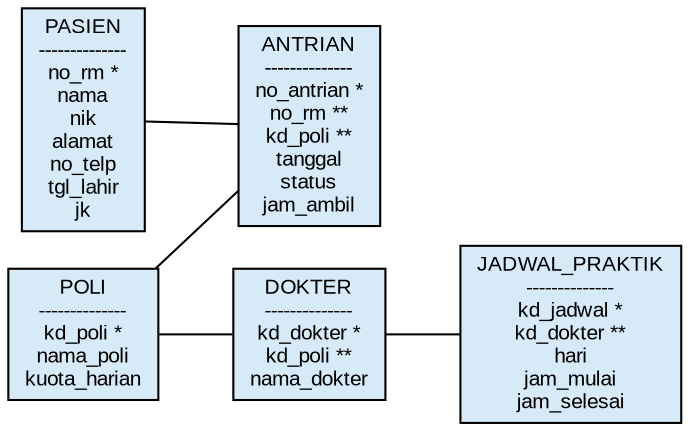 PASIEN
--------------
no_rm *
nama
nik
alamat
no_telp
tgl_lahir
jk
ANTRIAN
--------------
no_antrian *
no_rm **
kd_poli **
tanggal
status
jam_ambil
POLI
--------------
kd_poli *
nama_poli
kuota_harian
DOKTER
--------------
kd_dokter *
kd_poli **
nama_dokter
JADWAL_PRAKTIK
--------------
kd_jadwal *
kd_dokter **
hari
jam_mulai
jam_selesai